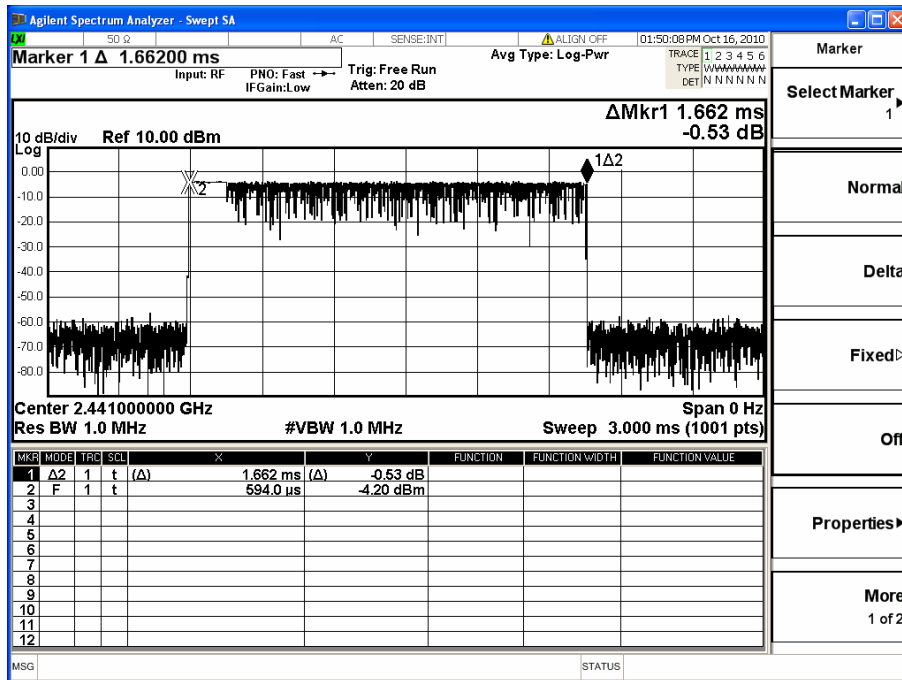 Agilent Spectrum Analyzer - Swept SA
LXI 50 Ω AC SENSE:INT ALIGN OFF 01:50:08 PM Oct 16, 2010
Marker 1 Δ 1.66200 ms
Input: RF PNO: Fast IFGain:Low
Trig: Free Run
Atten: 20 dB
Avg Type: Log-Pwr
TRACE 1 2 3 4 5 6
TYPE WWWWWW
DET N N N N N N
ΔMkr1 1.662 ms
-0.53 dB
10 dB/div Ref 10.00 dBm
Log
1Δ2
0.00
2
-10.0
-20.0
-30.0
-40.0
-50.0
-60.0
-70.0
-80.0
Center 2.441000000 GHz Span 0 Hz
Res BW 1.0 MHz #VBW 1.0 MHz Sweep 3.000 ms (1001 pts)
MKR MODE TRC SCL X Y FUNCTION FUNCTION WIDTH FUNCTION VALUE
1 Δ2 1 t (Δ) 1.662 ms (Δ) -0.53 dB
2 F 1 t 594.0 µs -4.20 dBm
3
4
5
6
7
8
9
10
11
12
MSG STATUS
Marker
Select Marker
1
Normal
Delta
Fixed
Off
Properties
More
1 of 2